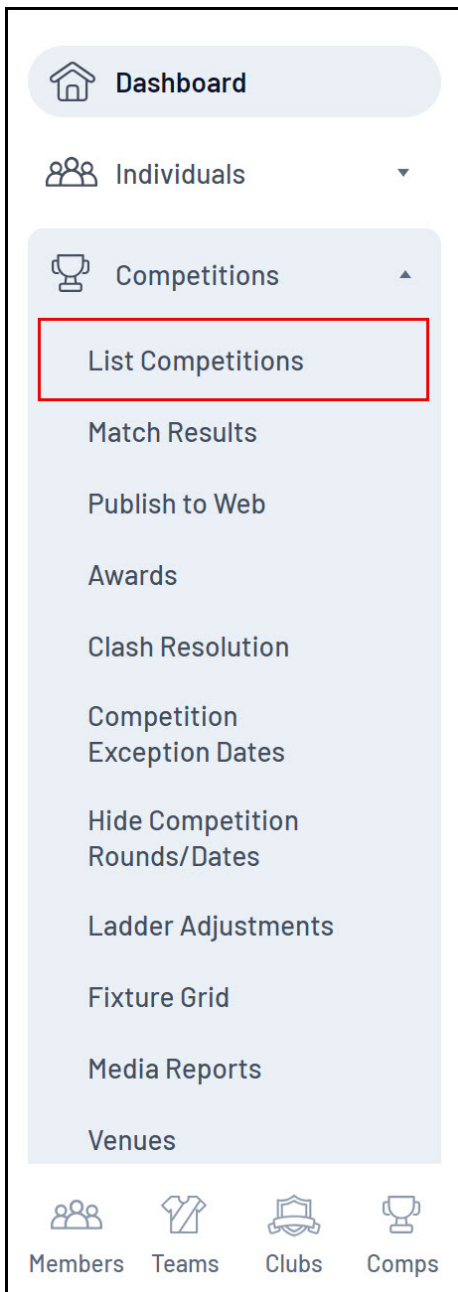 Dashboard
Individuals
Competitions
List Competitions
Match Results
Publish to Web
Awards
Clash Resolution
Competition
Exception Dates
Hide Competition
Rounds/Dates
Ladder Adjustments
Fixture Grid
Media Reports
Venues
Members Teams Clubs Comps